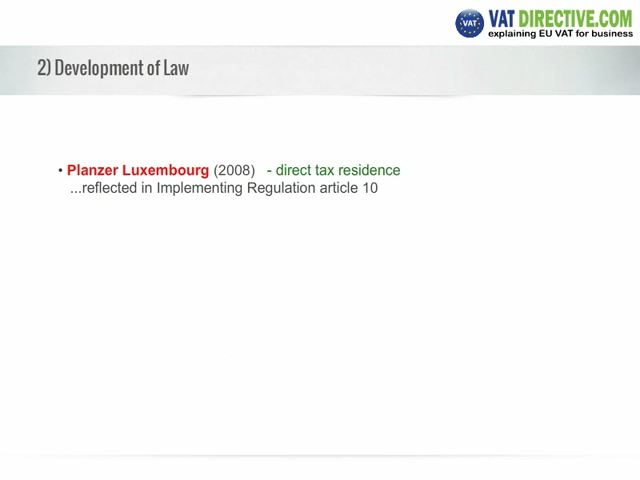 VAT
VAT DIRECTIVE.COM
explaining EU VAT for business
2) Development of Law
• Planzer Luxembourg (2008) - direct tax residence
...reflected in Implementing Regulation article 10